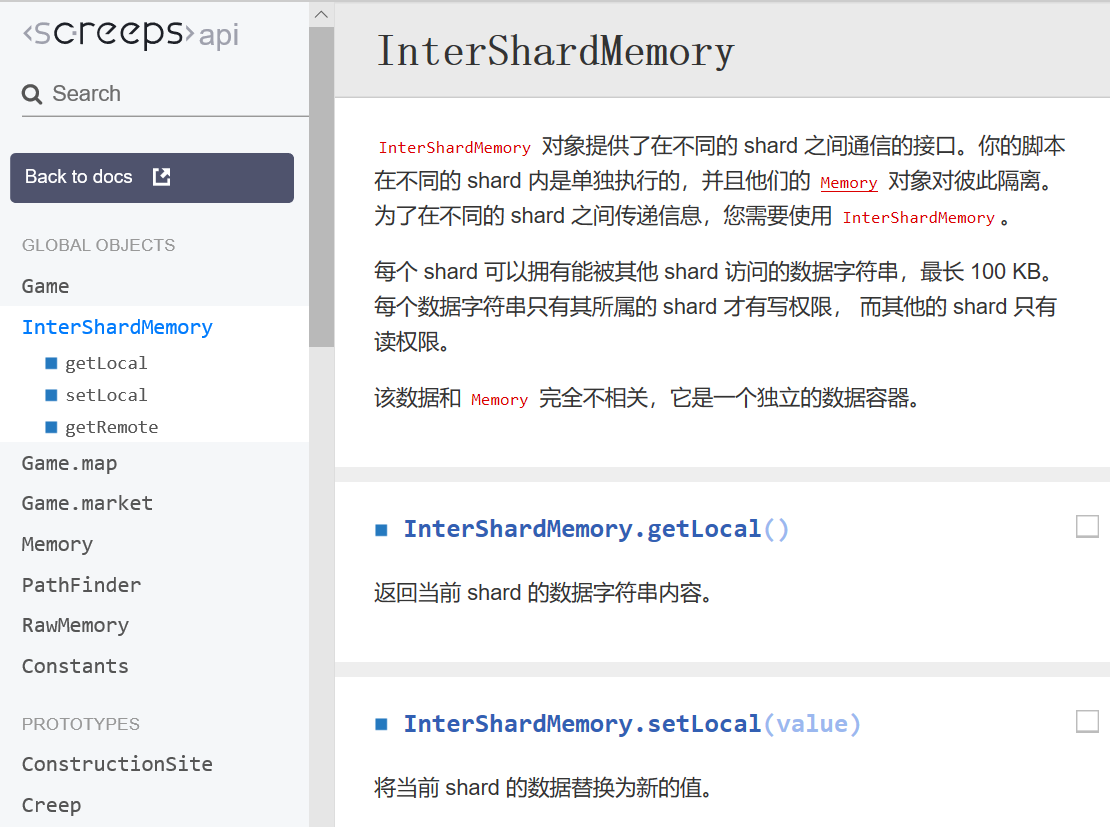 <screeps> api
Search
Back to docs
GLOBAL OBJECTS
Game
InterShardMemory
getLocal
setLocal
getRemote
Game.map
Game.market
Memory
PathFinder
RawMemory
Constants
PROTOTYPES
ConstructionSite
Creep
InterShardMemory
InterShardMemory 对象提供了在不同的 shard 之间通信的接口。你的脚本
在不同的 shard 内是单独执行的，并且他们的 Memory 对象对彼此隔离。
为了在不同的 shard 之间传递信息，您需要使用 InterShardMemory 。
每个 shard 可以拥有能被其他 shard 访问的数据字符串，最长 100 KB。
每个数据字符串只有其所属的 shard 才有写权限， 而其他的 shard 只有
读权限。
该数据和 Memory 完全不相关，它是一个独立的数据容器。
InterShardMemory.getLocal()
返回当前 shard 的数据字符串内容。
InterShardMemory.setLocal(value)
将当前 shard 的数据替换为新的值。